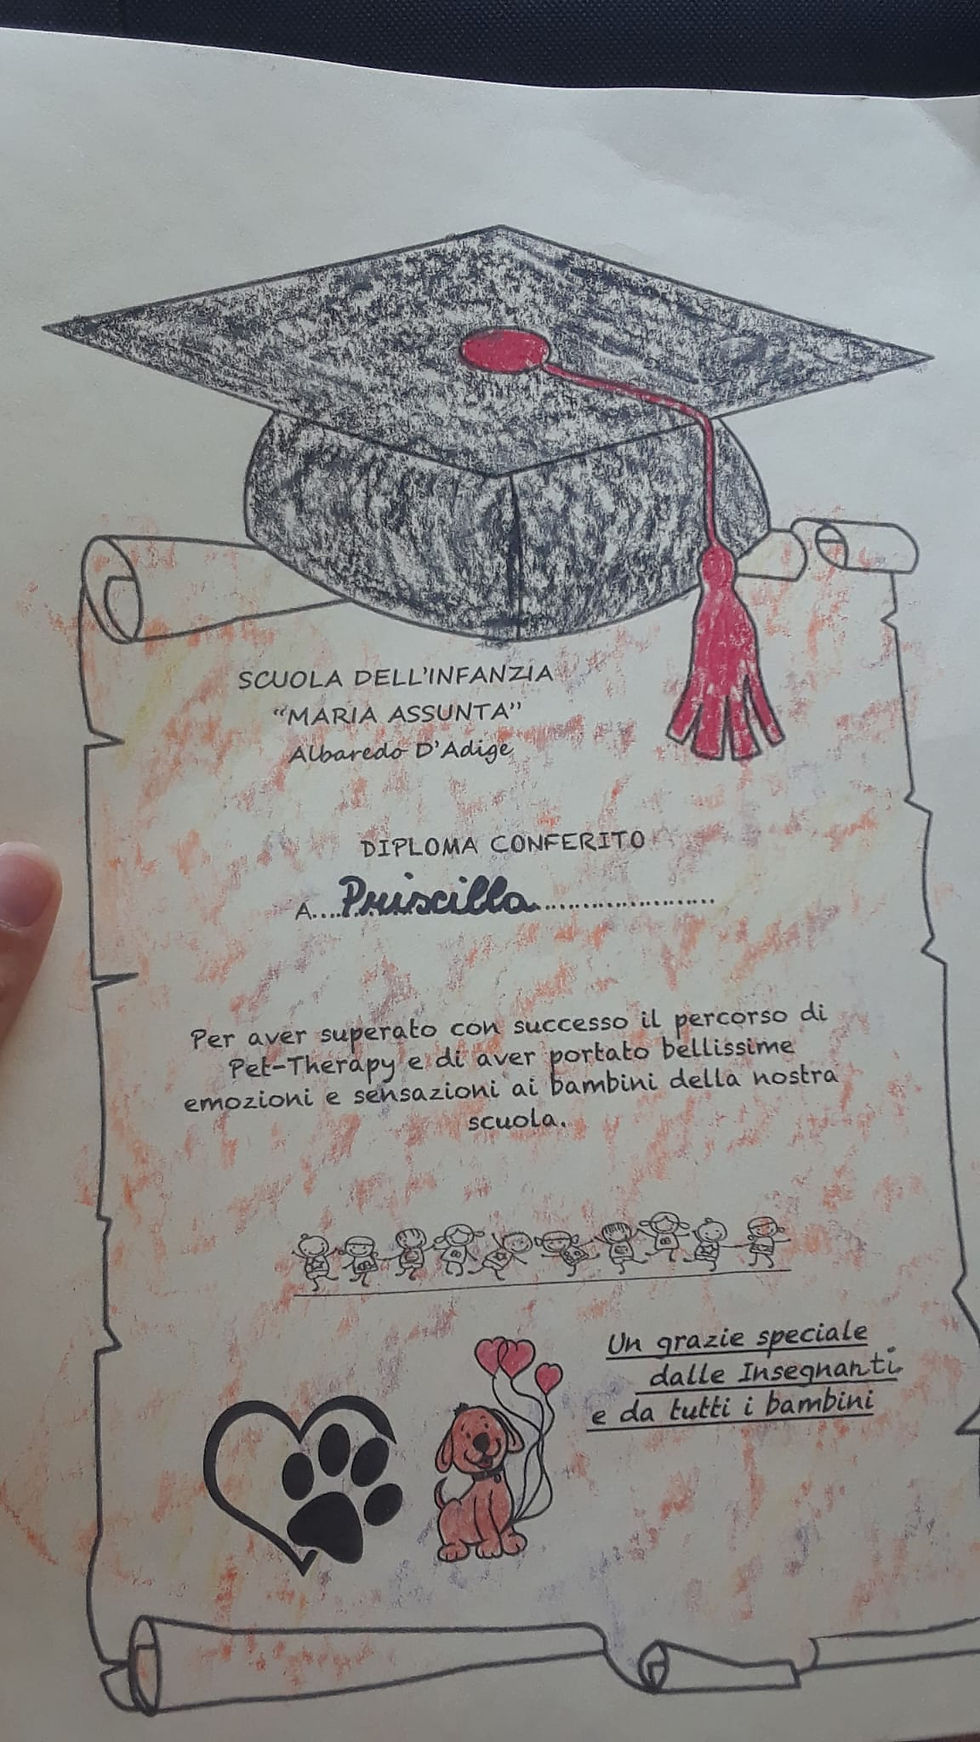 SCUOLA DELL'INFANZIA
"MARIA ASSUNTA"
Albaredo D'Adige
DIPLOMA CONFERITO
A....Priscilla........................
Per aver superato con successo il percorso di
Pet-Therapy e di aver portato bellissime
emozioni e sensazioni ai bambini della nostra
scuola.
Un grazie speciale
dalle Insegnanti
e da tutti i bambini